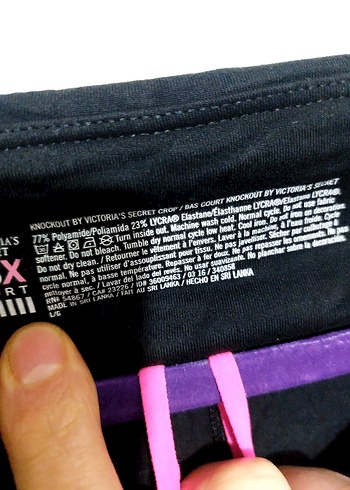 KNOCKOUT BY VICTORIA'S SECRET CROP / BAS COURT KNOCKOUT BY VICTORIA'S SECRET
77% Polyamide/Poliamida 23% LYCRA® Elastane/Élasthanne LYCRA®/Elastano LYCRA®.
Turn inside out. Machine wash cold. Normal cycle. Do not use fabric
softener. Do not bleach. Tumble dry normal cycle low heat. Cool iron. Do not iron on decoration.
Do not dry clean. / Retourner le vêtement à l'envers. Laver à la machine, à l'eau froide. Cycle
normal. Ne pas utiliser d'assouplissant pour tissu. Ne pas javelliser. Sécher par culbutage,
cycle normal, à basse température. Repasser à fer doux. Ne pas repasser les décorations. Ne pas
nettoyer à sec. / Lavar del lado del revés. No usar
No planchar sobre la decoración.
RN# 54867 / CA# 23226 / ID# 36009463 / 03 16 / 340858
MADE IN SRI LANKA / FAIT AU SRI LANKA / HECHO EN SRI LANKA
L/G
IA'S
ET
X
ORT